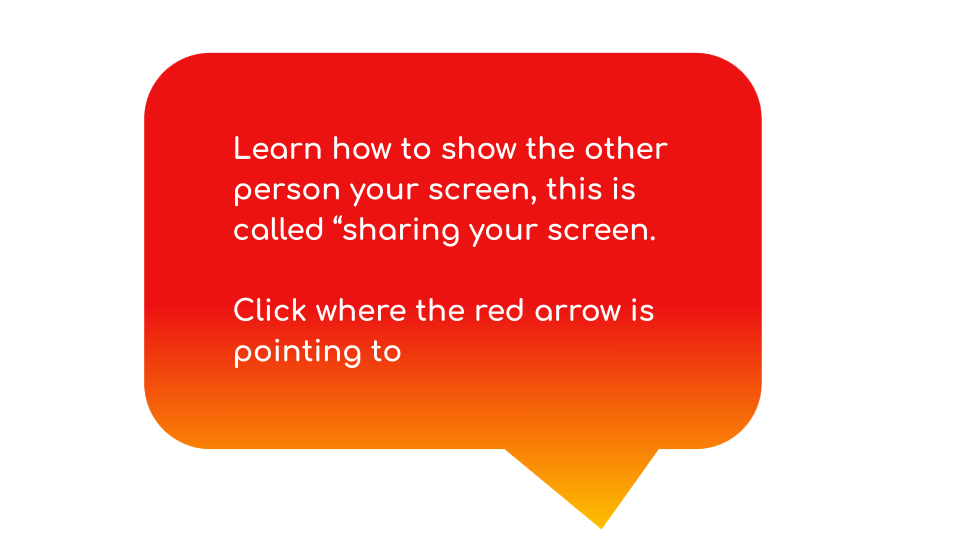 Learn how to show the other
person your screen, this is
called “sharing your screen.
Click where the red arrow is
pointing to